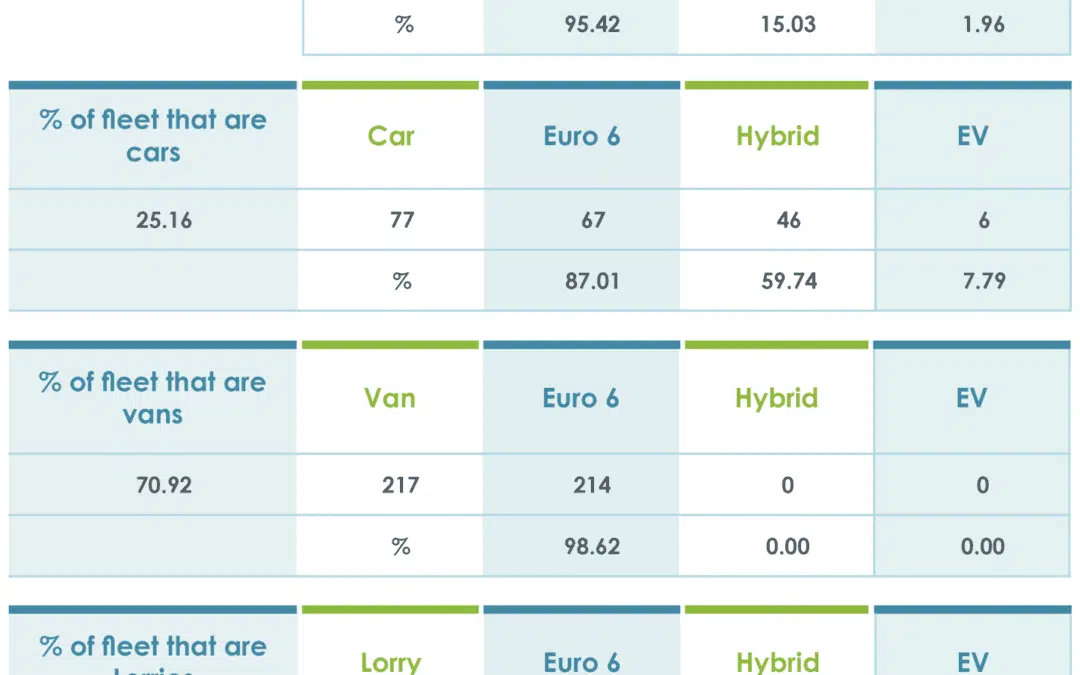 % 95.42 15.03 1.96
% of fleet that are
cars
Car Euro 6 Hybrid EV
25.16 77 67 46 6
% 87.01 59.74 7.79
% of fleet that are
vans
Van Euro 6 Hybrid EV
70.92 217 214 0 0
% 98.62 0.00 0.00
% of fleet that are
Lorry Euro 6 Hybrid EV